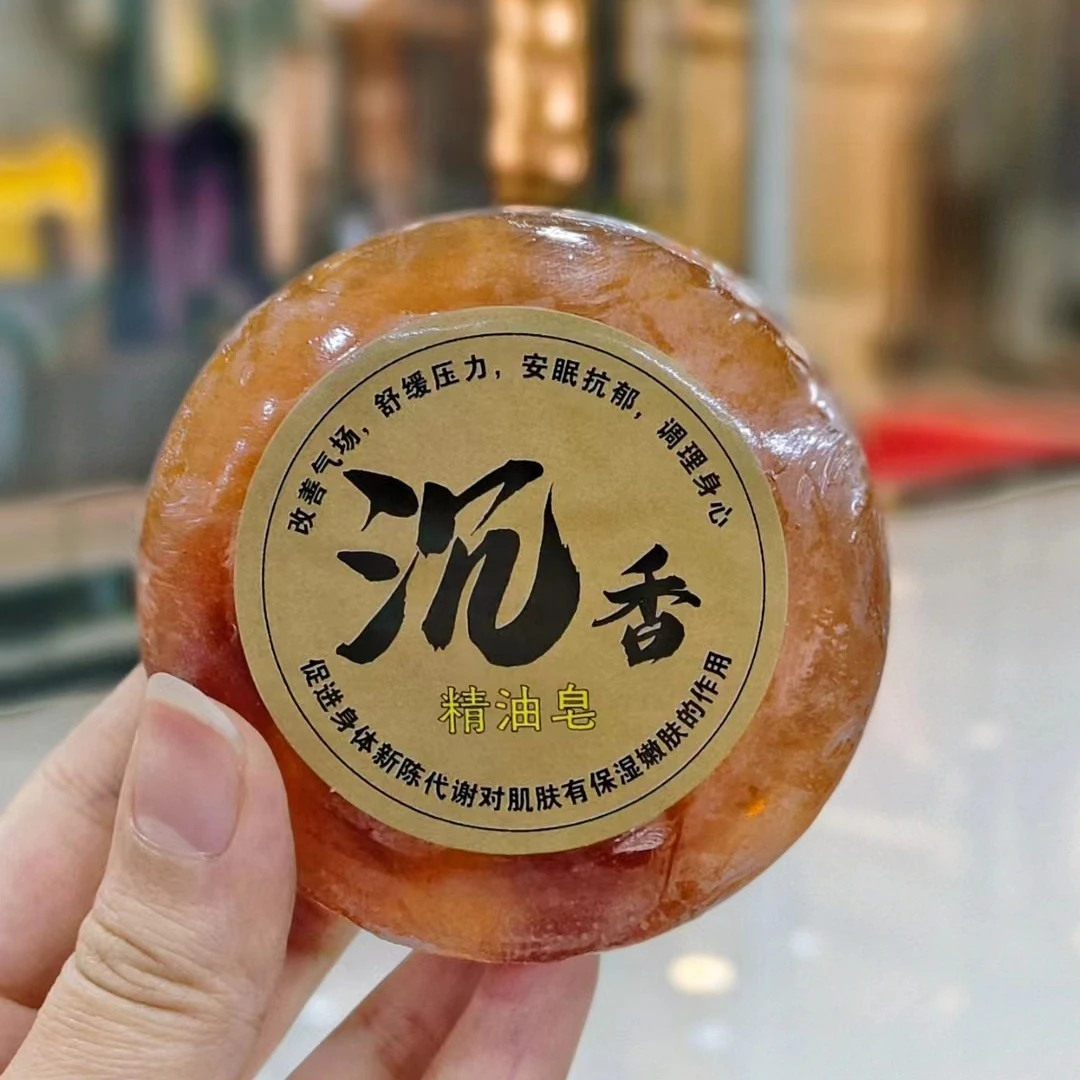 改善气场，舒缓压力，安眠抗郁，调理身心
沉香
精油皂
促进身体新陈代谢对肌肤有保湿嫩肤的作用